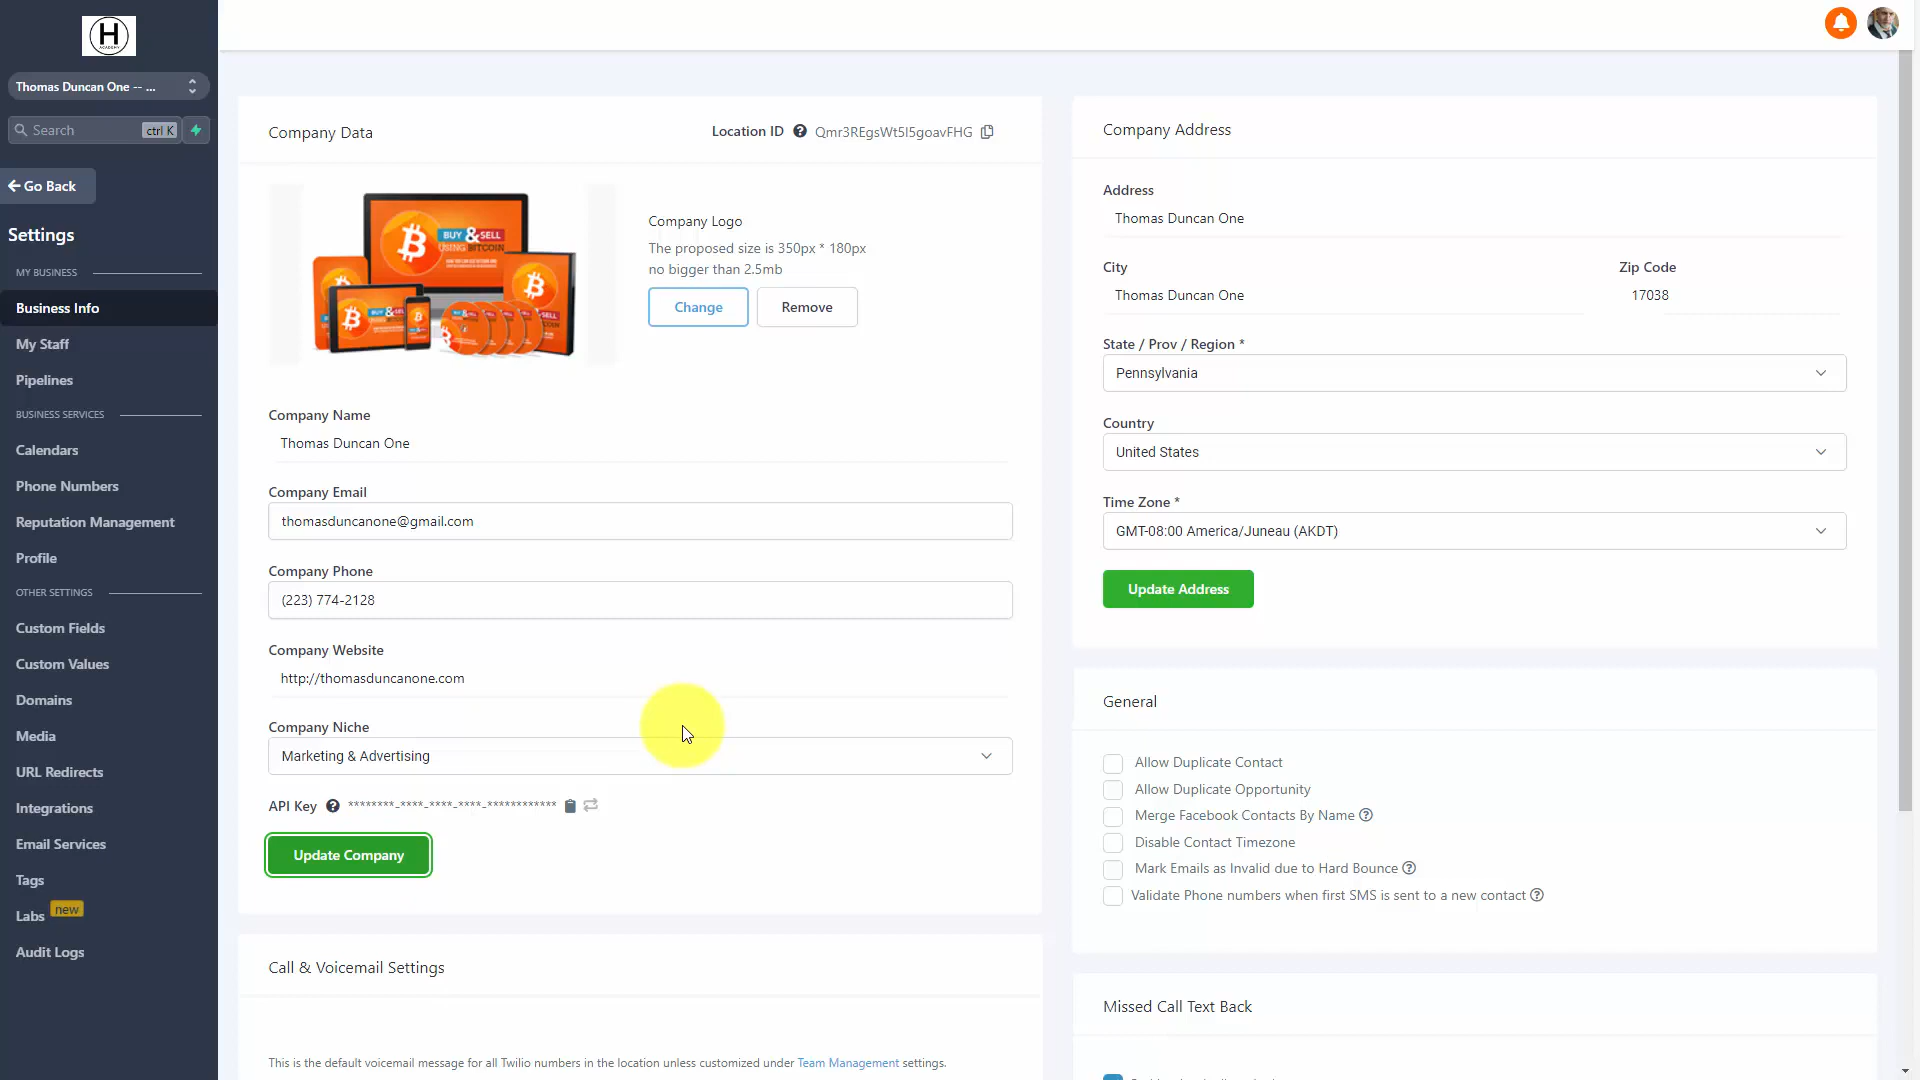 H
ACADEMY
Thomas Duncan One -- ...
Search
ctrl K
Go Back
Settings
MY BUSINESS
Business Info
My Staff
Pipelines
BUSINESS SERVICES
Calendars
Phone Numbers
Reputation Management
Profile
OTHER SETTINGS
Custom Fields
Custom Values
Domains
Media
URL Redirects
Integrations
Email Services
Tags
Labs new
Audit Logs
Company Data
Location ID Qmr3REgsWt5I5goavFHG
BUY & SELL
USING BITCOIN
Company Logo
The proposed size is 350px * 180px
no bigger than 2.5mb
Change
Remove
Company Name
Thomas Duncan One
Company Email
thomasduncanone@gmail.com
Company Phone
(223) 774-2128
Company Website
http://thomasduncanone.com
Company Niche
Marketing & Advertising
API Key ********-****-****-****-************
Update Company
Call & Voicemail Settings
This is the default voicemail message for all Twilio numbers in the location unless customized under Team Management settings.
Company Address
Address
Thomas Duncan One
City
Zip Code
Thomas Duncan One
17038
State / Prov / Region *
Pennsylvania
Country
United States
Time Zone *
GMT-08:00 America/Juneau (AKDT)
Update Address
General
Allow Duplicate Contact
Allow Duplicate Opportunity
Merge Facebook Contacts By Name
Disable Contact Timezone
Mark Emails as Invalid due to Hard Bounce
Validate Phone numbers when first SMS is sent to a new contact
Missed Call Text Back